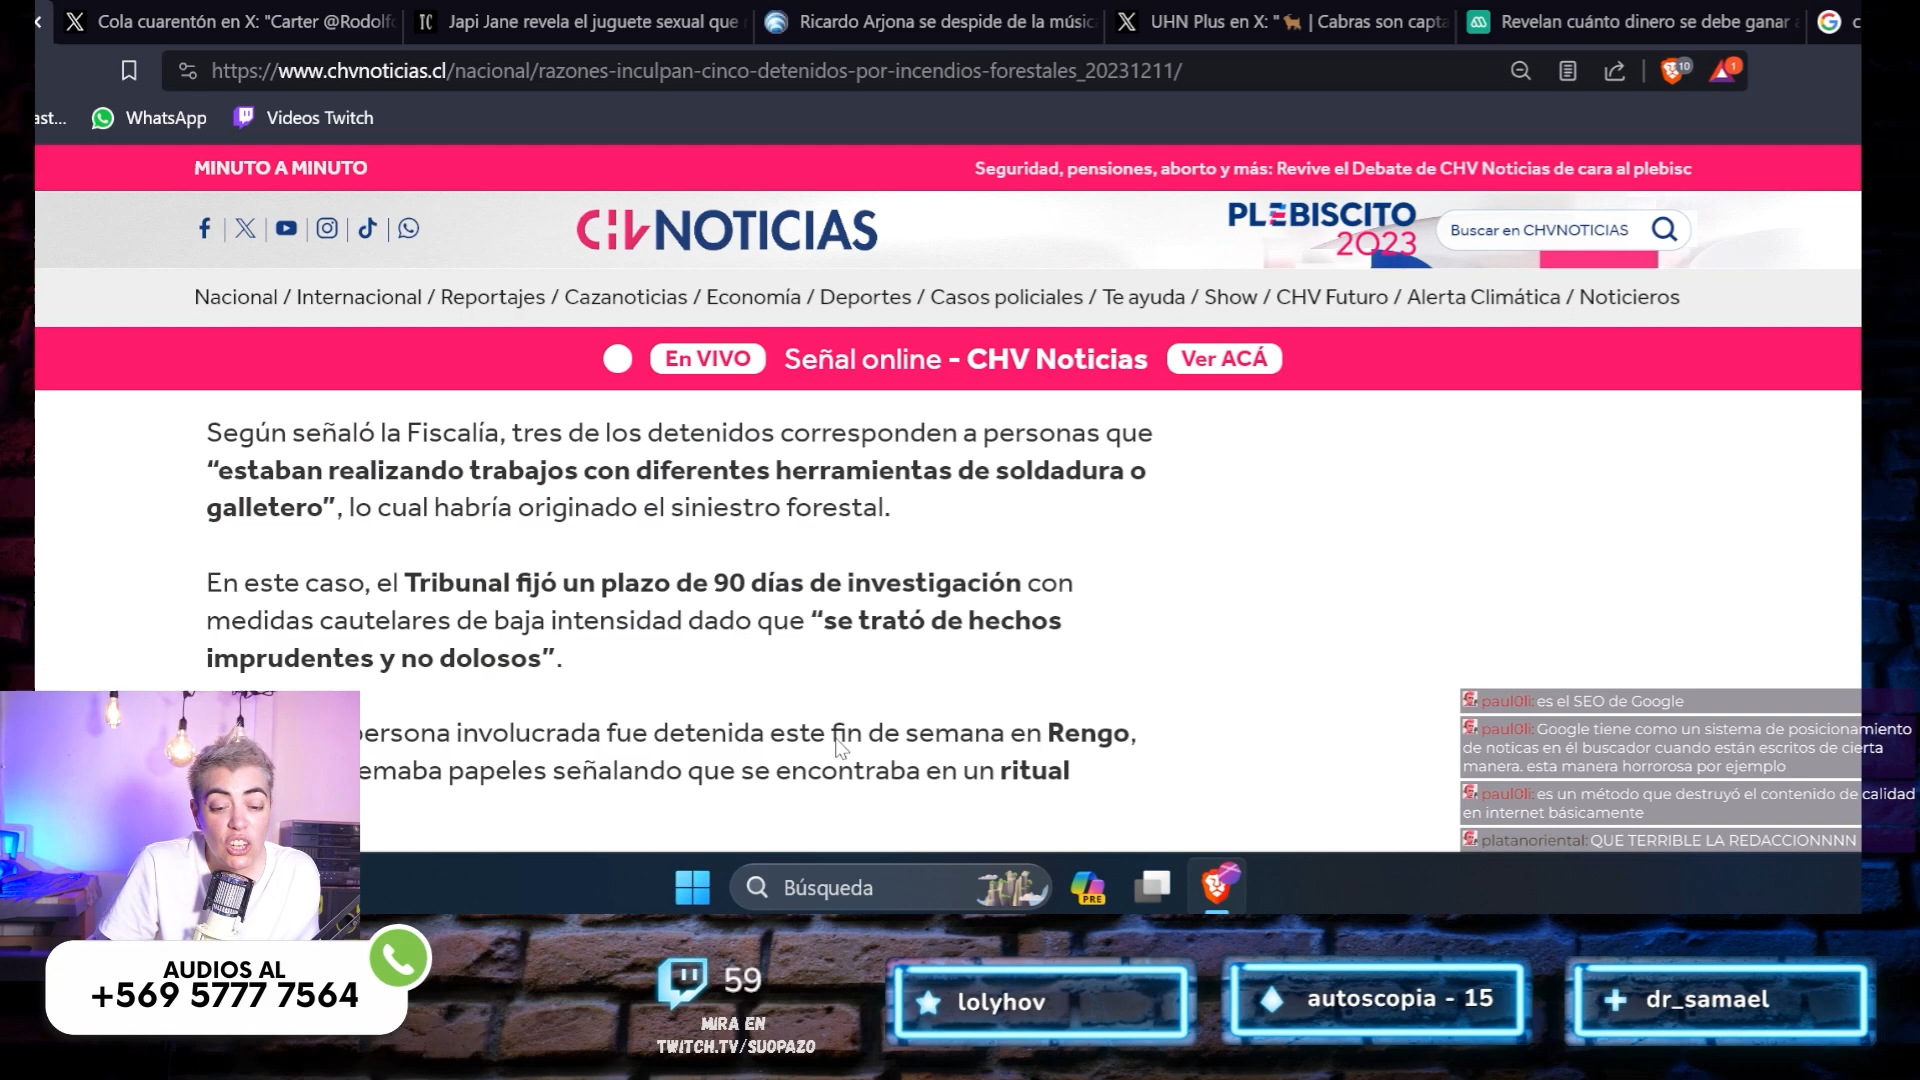 Cola cuarentón en X: "Carter @Rodolfo
Japi Jane revela el juguete sexual que
Ricardo Arjona se despide de la músic
UHN Plus en X: "🐐 | Cabras son capta
Revelan cuánto dinero se debe ganar
c
https://www.chvnoticias.cl/nacional/razones-inculpan-cinco-detenidos-por-incendios-forestales_20231211/
10
1
ast...
WhatsApp
Videos Twitch
MINUTO A MINUTO
Seguridad, pensiones, aborto y más: Revive el Debate de CHV Noticias de cara al plebisc
CHVNOTICIAS
PLEBISCITO
2023
Buscar en CHVNOTICIAS
Nacional / Internacional / Reportajes / Cazanoticias / Economía / Deportes / Casos policiales / Te ayuda / Show / CHV Futuro / Alerta Climática / Noticieros
En VIVO
Señal online - CHV Noticias
Ver ACÁ
Según señaló la Fiscalía, tres de los detenidos corresponden a personas que
“estaban realizando trabajos con diferentes herramientas de soldadura o
galletero”, lo cual habría originado el siniestro forestal.
En este caso, el Tribunal fijó un plazo de 90 días de investigación con
medidas cautelares de baja intensidad dado que “se trató de hechos
imprudentes y no dolosos”.
persona involucrada fue detenida este fin de semana en Rengo,
emaba papeles señalando que se encontraba en un ritual
paul0li: es el SEO de Google
paul0li: Google tiene como un sistema de posicionamiento
de noticas en él buscador cuando están escritos de cierta
manera. esta manera horrorosa por ejemplo
paul0li: es un método que destruyó el contenido de calidad
en internet básicamente
platanoriental: QUE TERRIBLE LA REDACCIONNNN
Búsqueda
PRE
AUDIOS AL
+569 5777 7564
59
MIRA EN
TWITCH.TV/SUOPAZO
lolyhov
autoscopia - 15
dr_samael